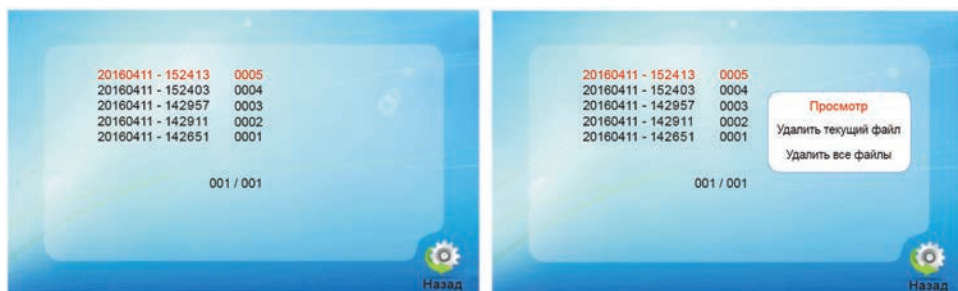 20160411 - 152413 0005
20160411 - 152403 0004
20160411 - 142957 0003
20160411 - 142911 0002
20160411 - 142651 0001
001 / 001
Назад
20160411 - 152413 0005
20160411 - 152403 0004
20160411 - 142957 0003
20160411 - 142911 0002
20160411 - 142651 0001
Просмотр
Удалить текущий файл
Удалить все файлы
001 / 001
Назад